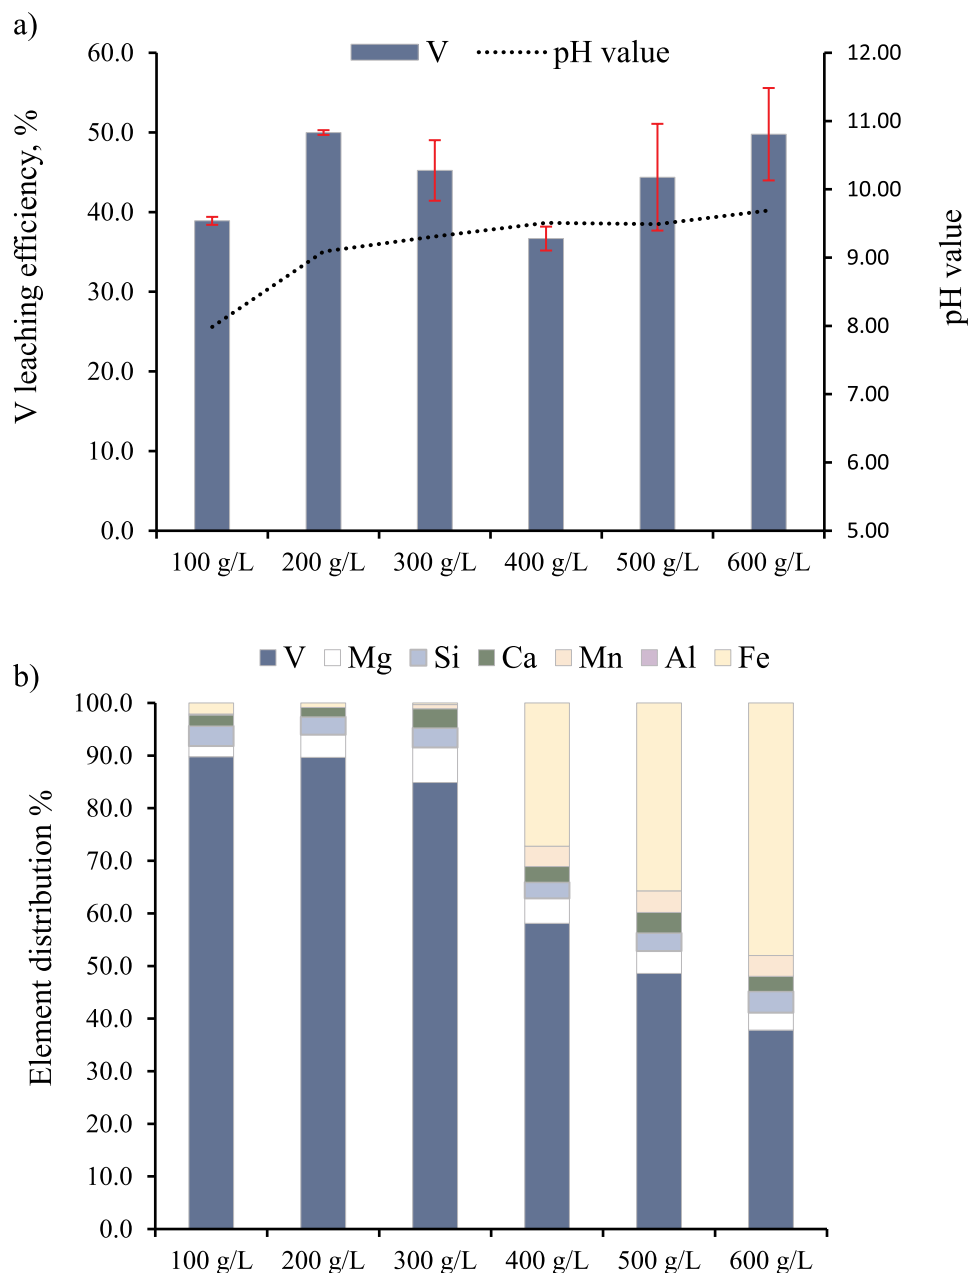 a)
V
pH value
60.0
50.0
40.0
30.0
20.0
10.0
0.0
V leaching efficiency, %
12.00
11.00
10.00
9.00
8.00
7.00
6.00
5.00
pH value
100 g/L
200 g/L
300 g/L
400 g/L
500 g/L
600 g/L
b)
V
Mg
Si
Ca
Mn
Al
Fe
100.0
90.0
80.0
70.0
60.0
50.0
40.0
30.0
20.0
10.0
0.0
Element distribution %
100 g/L
200 g/L
300 g/L
400 g/L
500 g/L
600 g/L